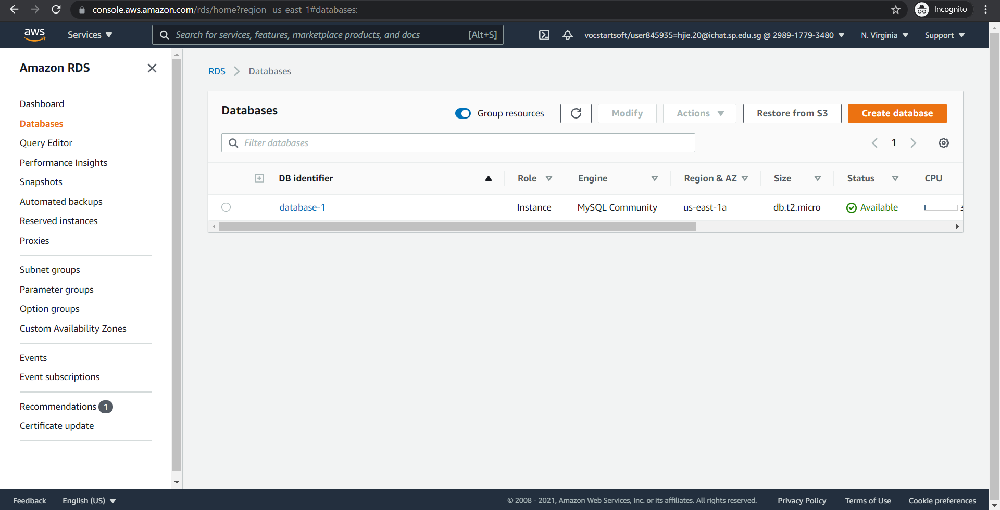 console.aws.amazon.com/rds/home?region=us-east-1#databases:
Incognito
aws
Services
Search for services, features, marketplace products, and docs [Alt+S]
vocstartsoft/user845935=hjie.20@ichat.sp.edu.sg @ 2989-1779-3480
N. Virginia
Support
Amazon RDS
Dashboard
Databases
Query Editor
Performance Insights
Snapshots
Automated backups
Reserved instances
Proxies
Subnet groups
Parameter groups
Option groups
Custom Availability Zones
Events
Event subscriptions
Recommendations 1
Certificate update
RDS Databases
Databases
Group resources
Modify
Actions
Restore from S3
Create database
Filter databases
1
DB identifier Role Engine Region & AZ Size Status CPU
database-1 Instance MySQL Community us-east-1a db.t2.micro Available
Feedback English (US)
© 2008 - 2021, Amazon Web Services, Inc. or its affiliates. All rights reserved. Privacy Policy Terms of Use Cookie preferences